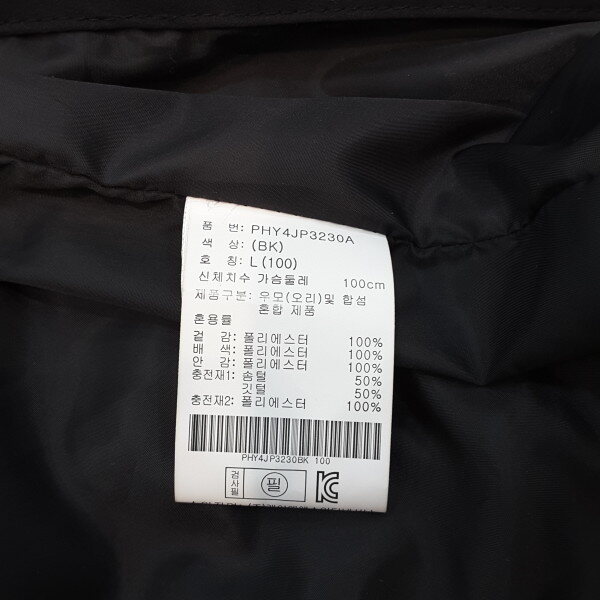 품 번: PHY4JP3230A
색 상: (BK)
호 칭: L(100)
신체치수 가슴둘레 100cm
제품구분: 우모(오리)및 합섬
혼합 제품
혼용률
겉 감: 폴리에스터 100%
배 색: 폴리에스터 100%
안 감: 폴리에스터 100%
충전재1: 솜털 50%
깃털 50%
충전재2: 폴리에스터 100%
PHY4JP3230BK 100
검사필 필